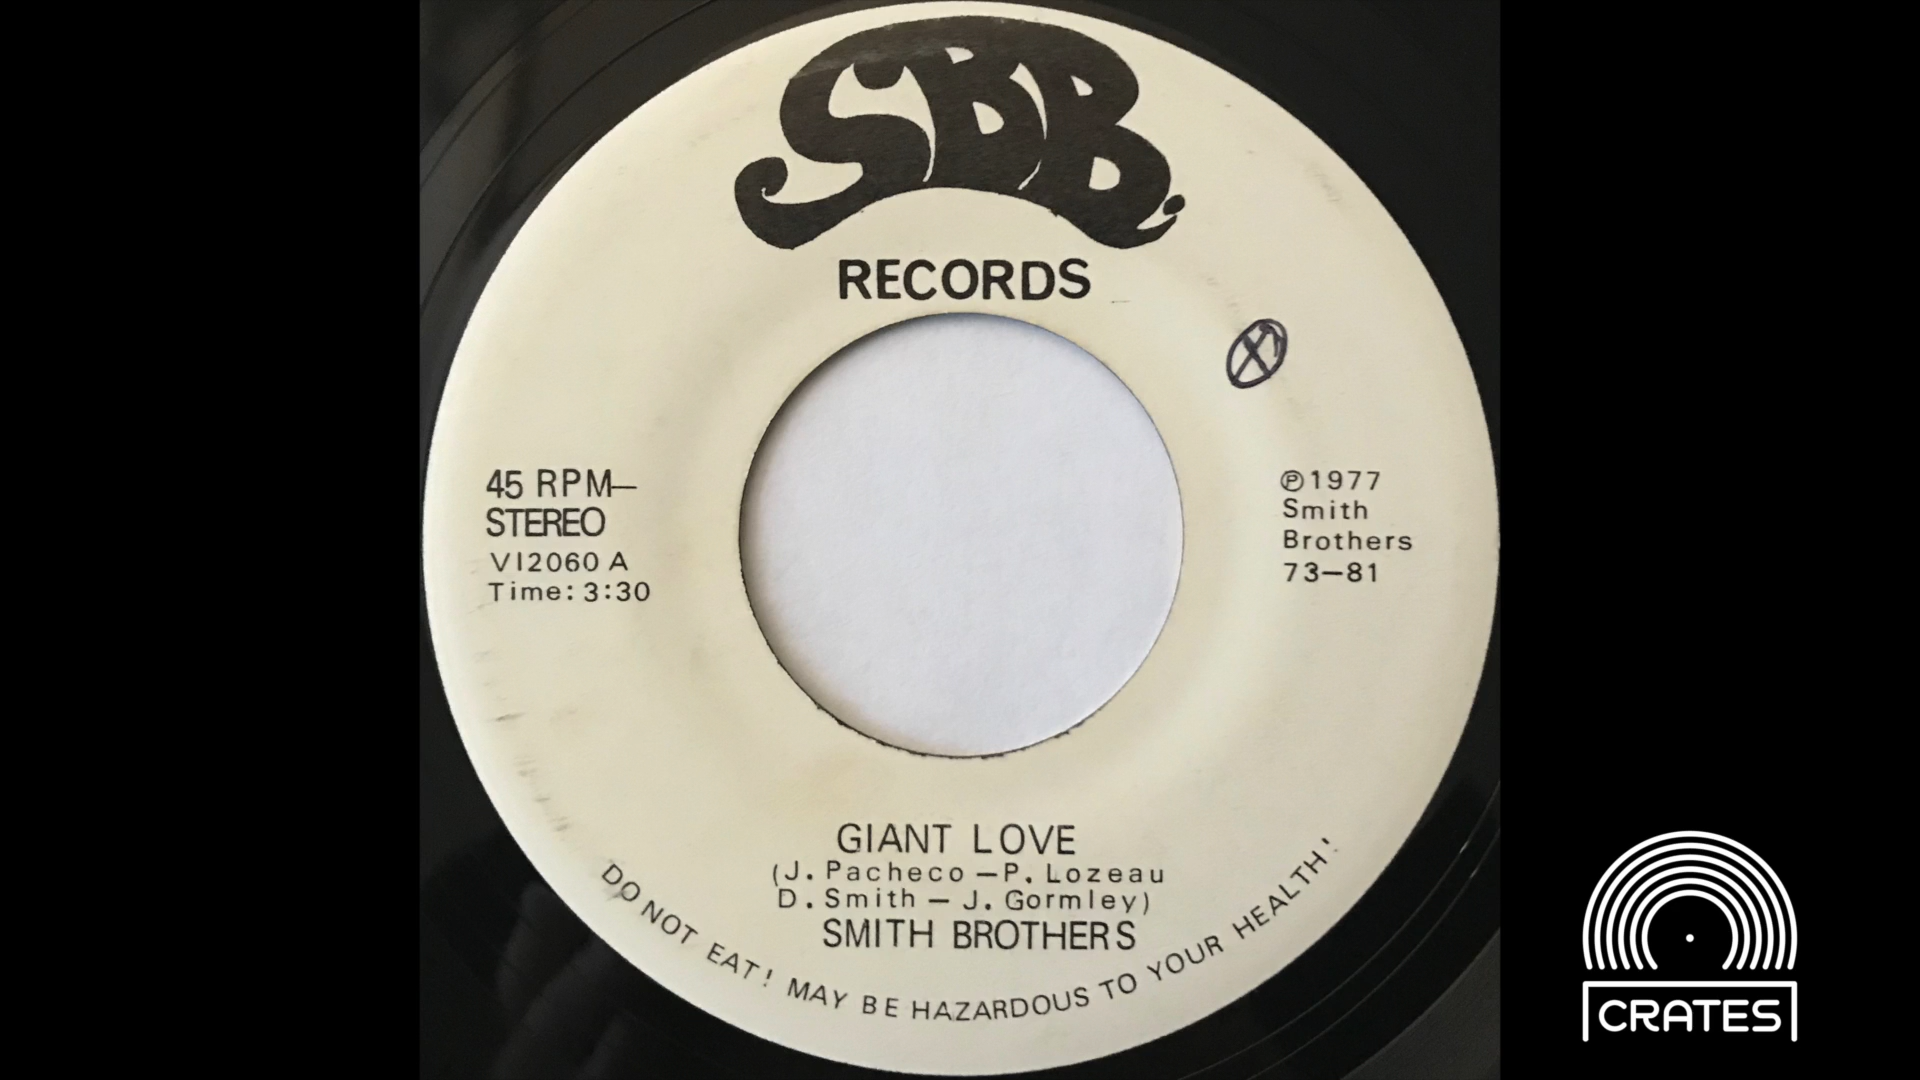 SBB
RECORDS
45 RPM—
STEREO
VI2060 A
Time: 3:30
℗1977
Smith
Brothers
73—81
GIANT LOVE
(J. Pacheco —P. Lozeau
D. Smith — J. Gormley)
SMITH BROTHERS
DO NOT EAT! MAY BE HAZARDOUS TO YOUR HEALTH!
CRATES